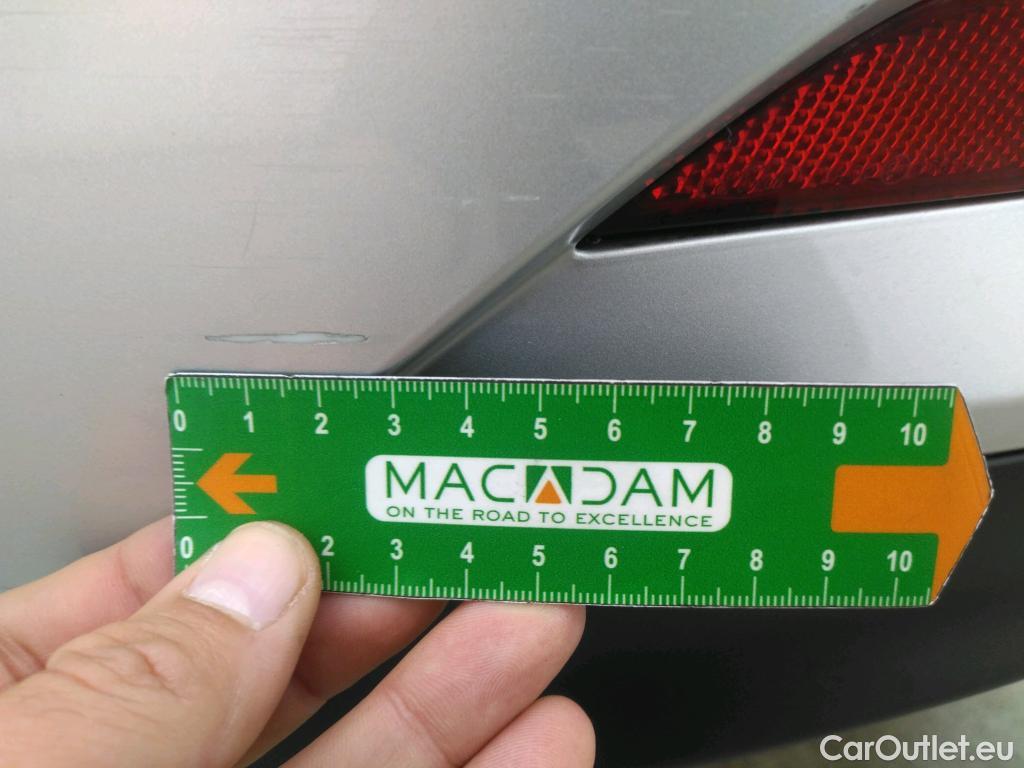 0 1 2 3 4 5 6 7 8 9 10
MACADAM
ON THE ROAD TO EXCELLENCE
0 2 3 4 5 6 7 8 9 10
CarOutlet.eu